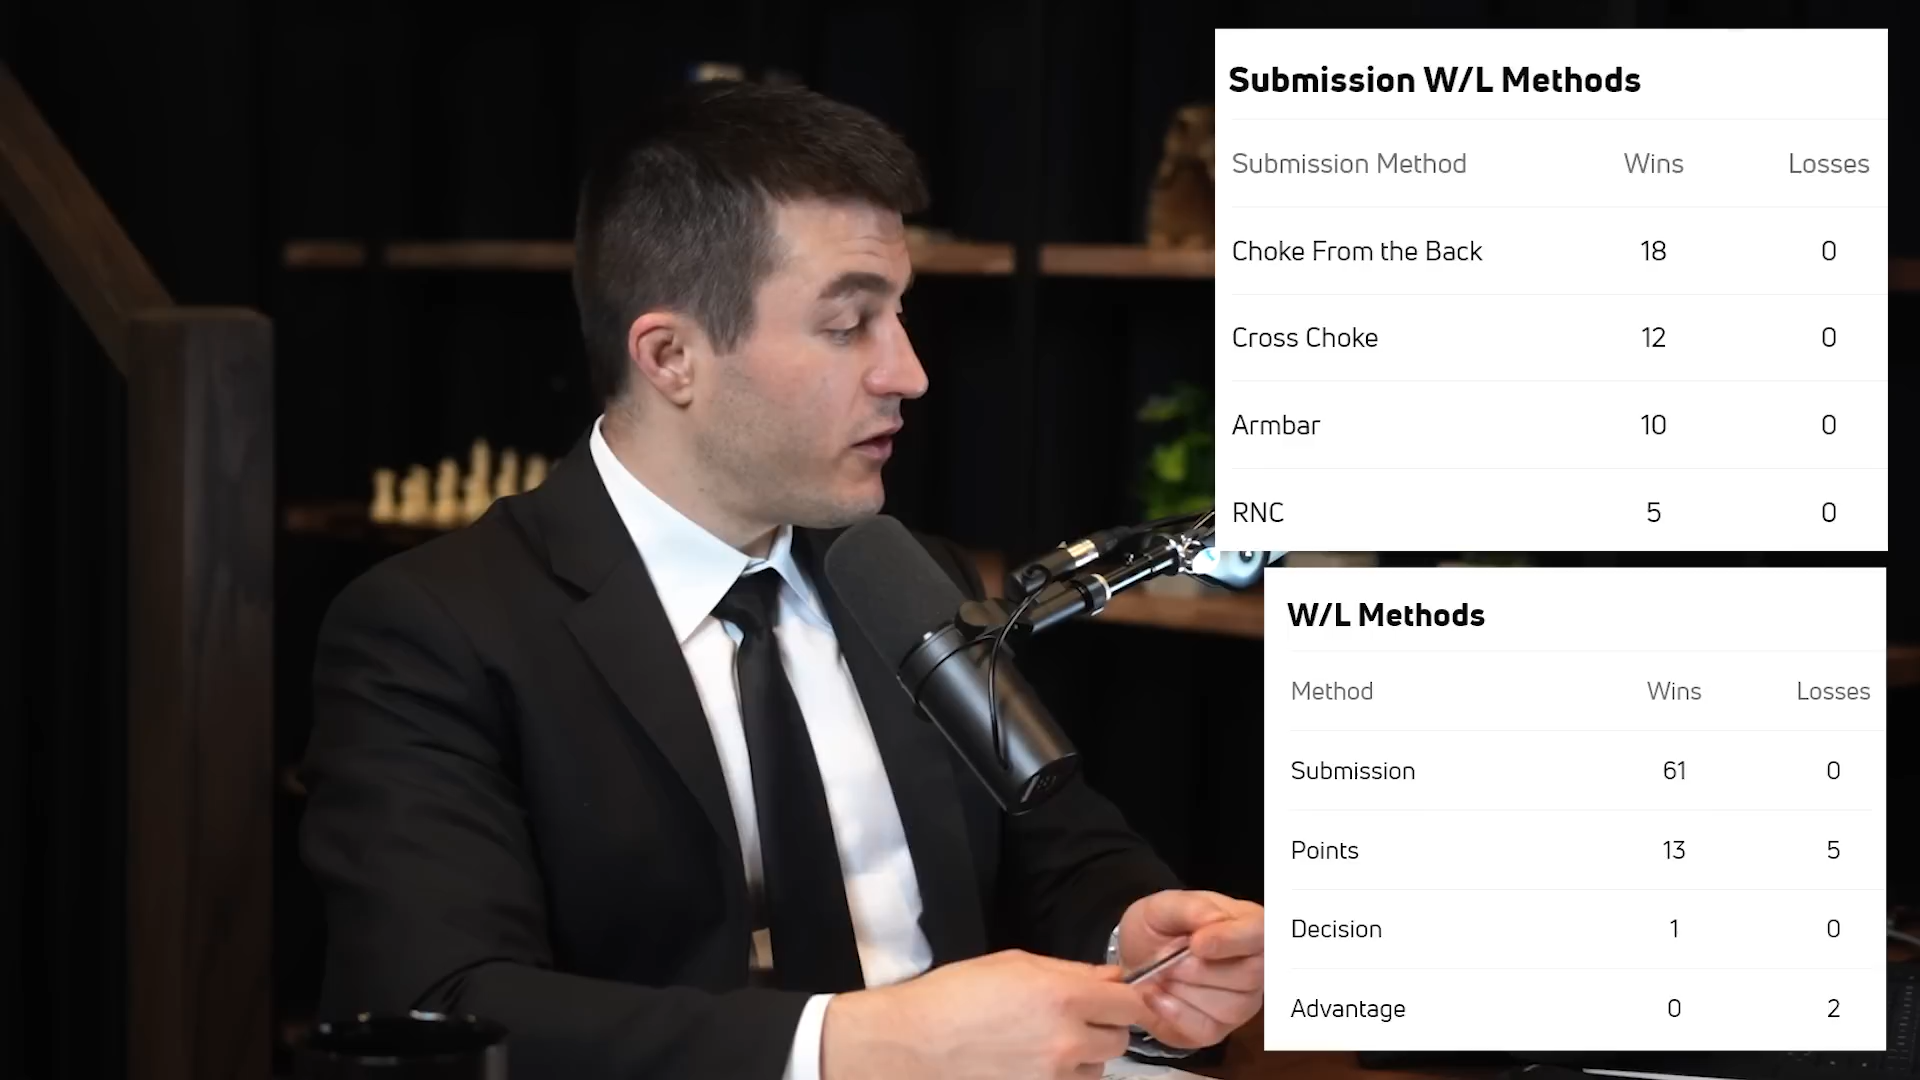 Submission W/L Methods
Submission Method Wins Losses
Choke From the Back 18 0
Cross Choke 12 0
Armbar 10 0
RNC 5 0
W/L Methods
Method Wins Losses
Submission 61 0
Points 13 5
Decision 1 0
Advantage 0 2